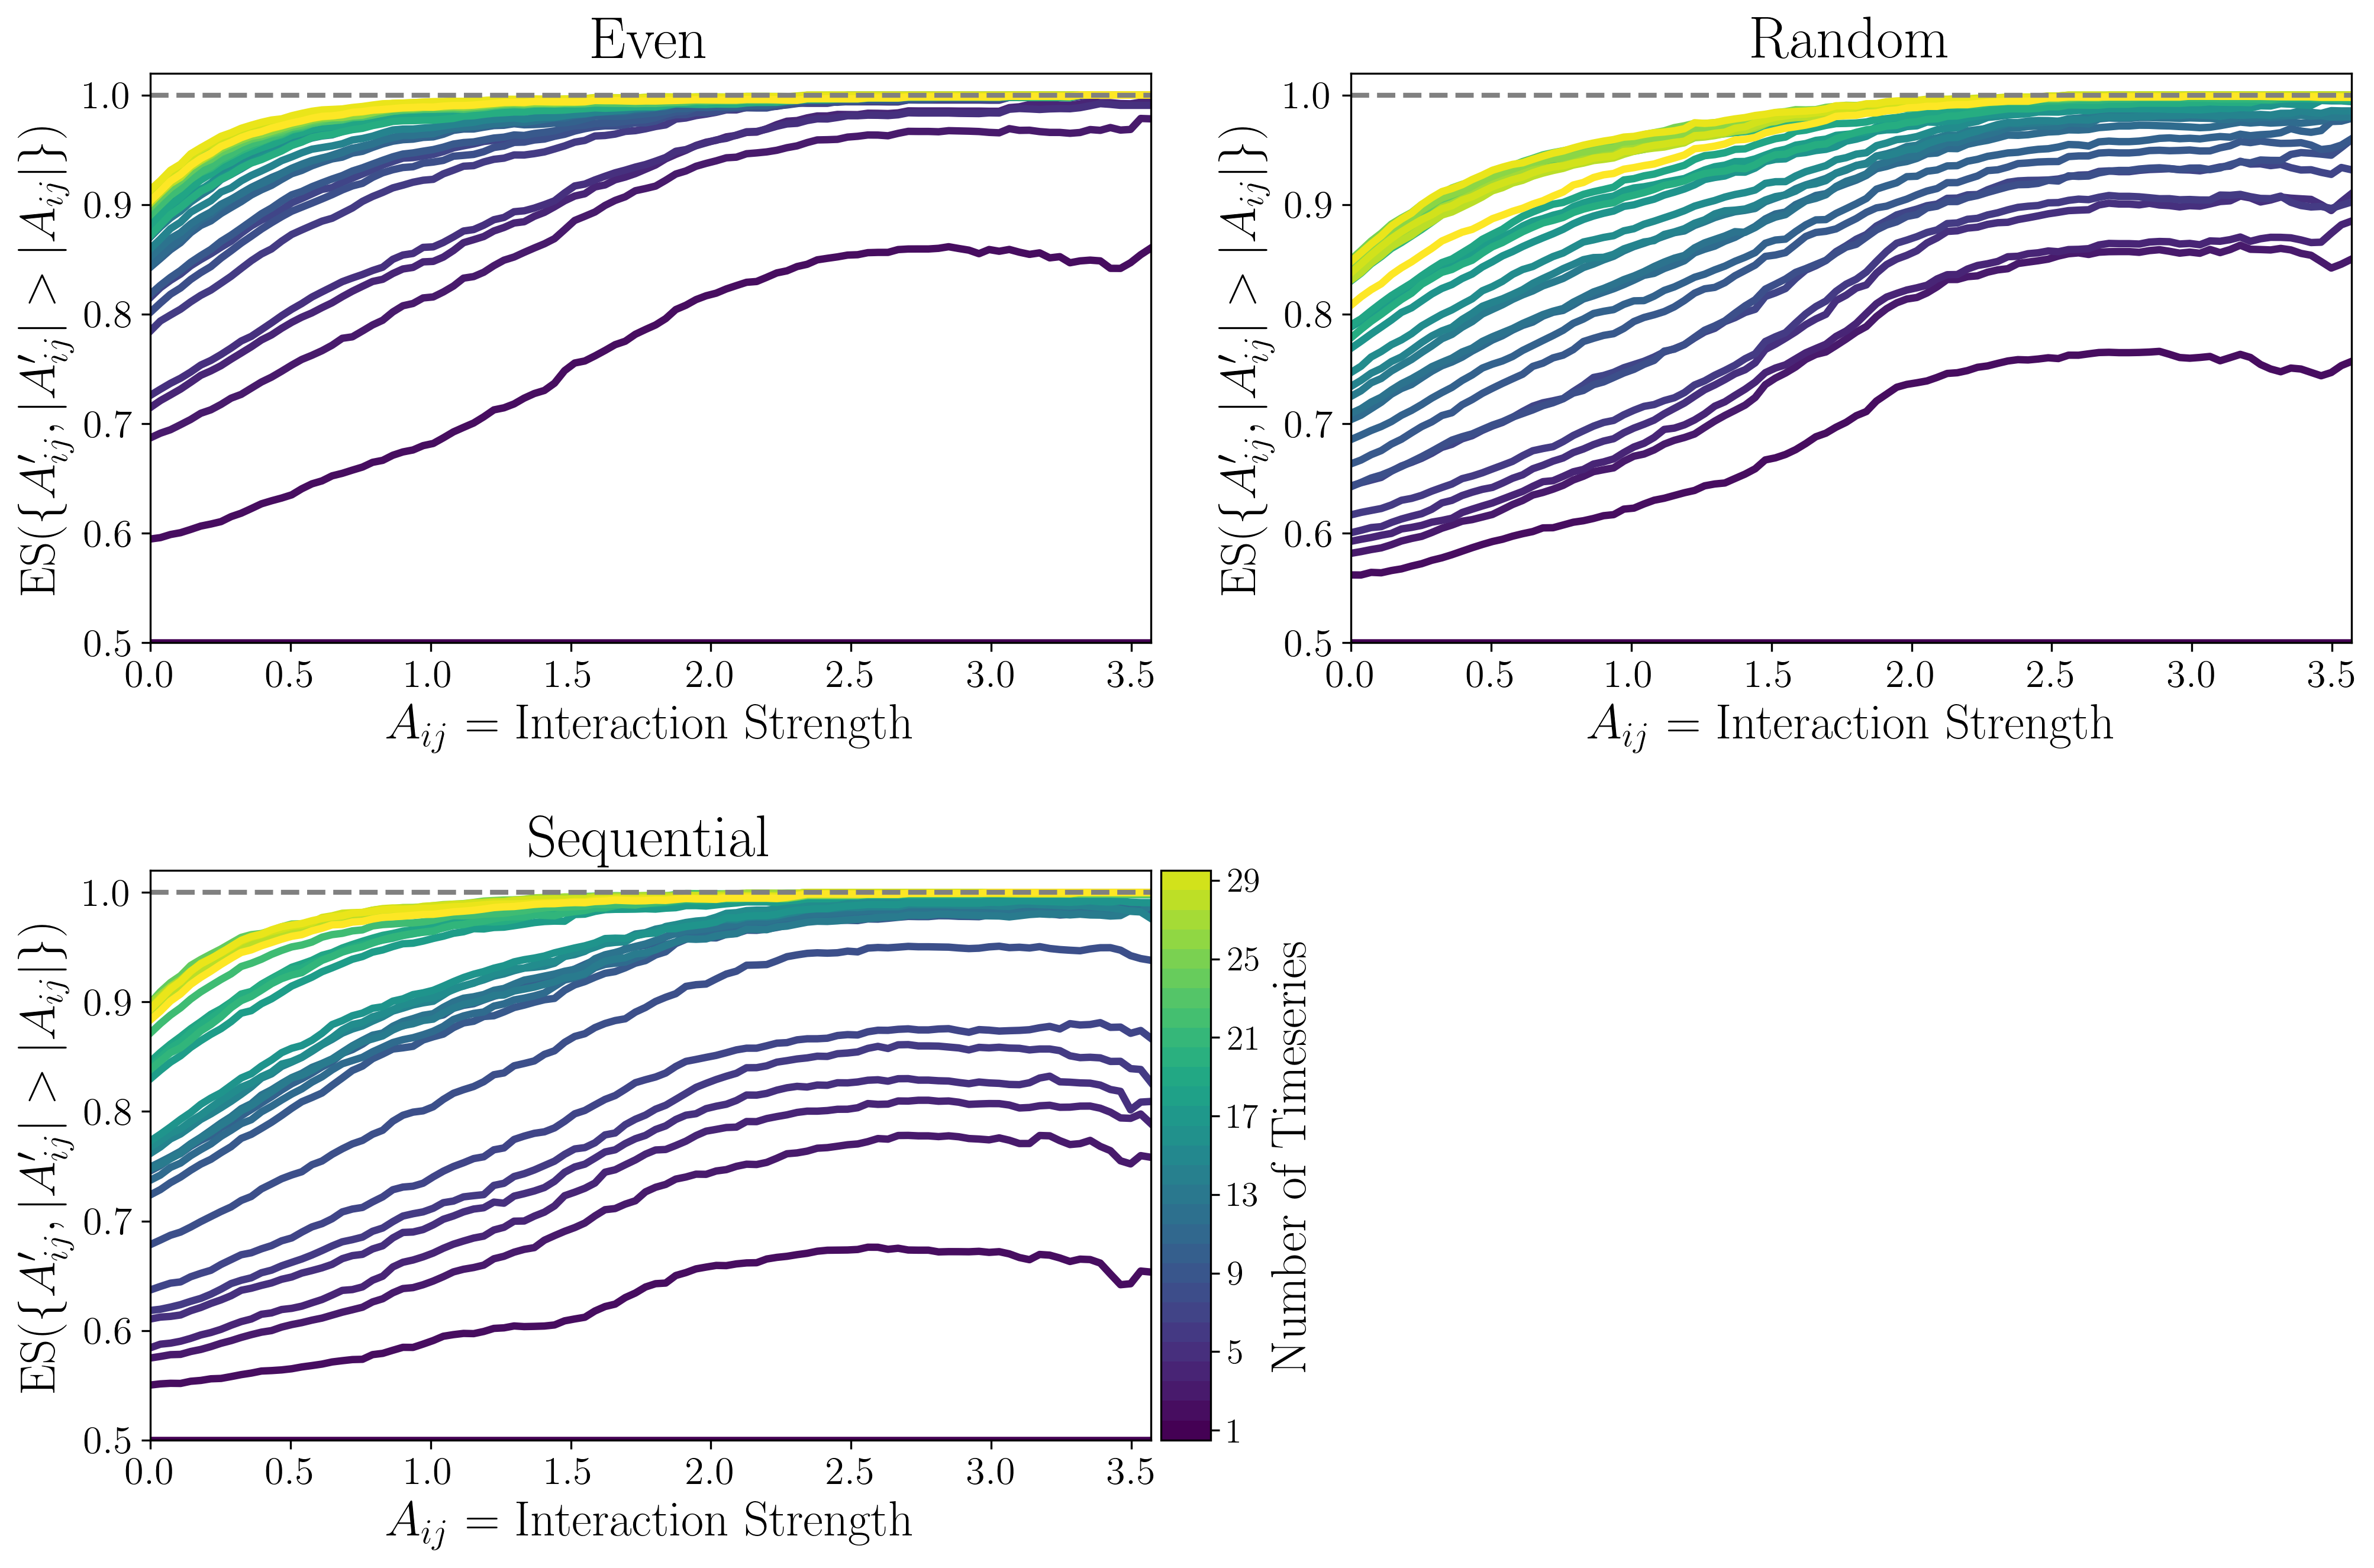 Even
ES({A′ij, |A′ij| > |Aij|})
1.0
0.9
0.8
0.7
0.6
0.5
0.0 0.5 1.0 1.5 2.0 2.5 3.0 3.5
Aij = Interaction Strength
Random
ES({A′ij, |A′ij| > |Aij|})
1.0
0.9
0.8
0.7
0.6
0.5
0.0 0.5 1.0 1.5 2.0 2.5 3.0 3.5
Aij = Interaction Strength
Sequential
ES({A′ij, |A′ij| > |Aij|})
1.0
0.9
0.8
0.7
0.6
0.5
0.0 0.5 1.0 1.5 2.0 2.5 3.0 3.5
Aij = Interaction Strength
29
25
21
17
13
9
5
1
Number of Timeseries